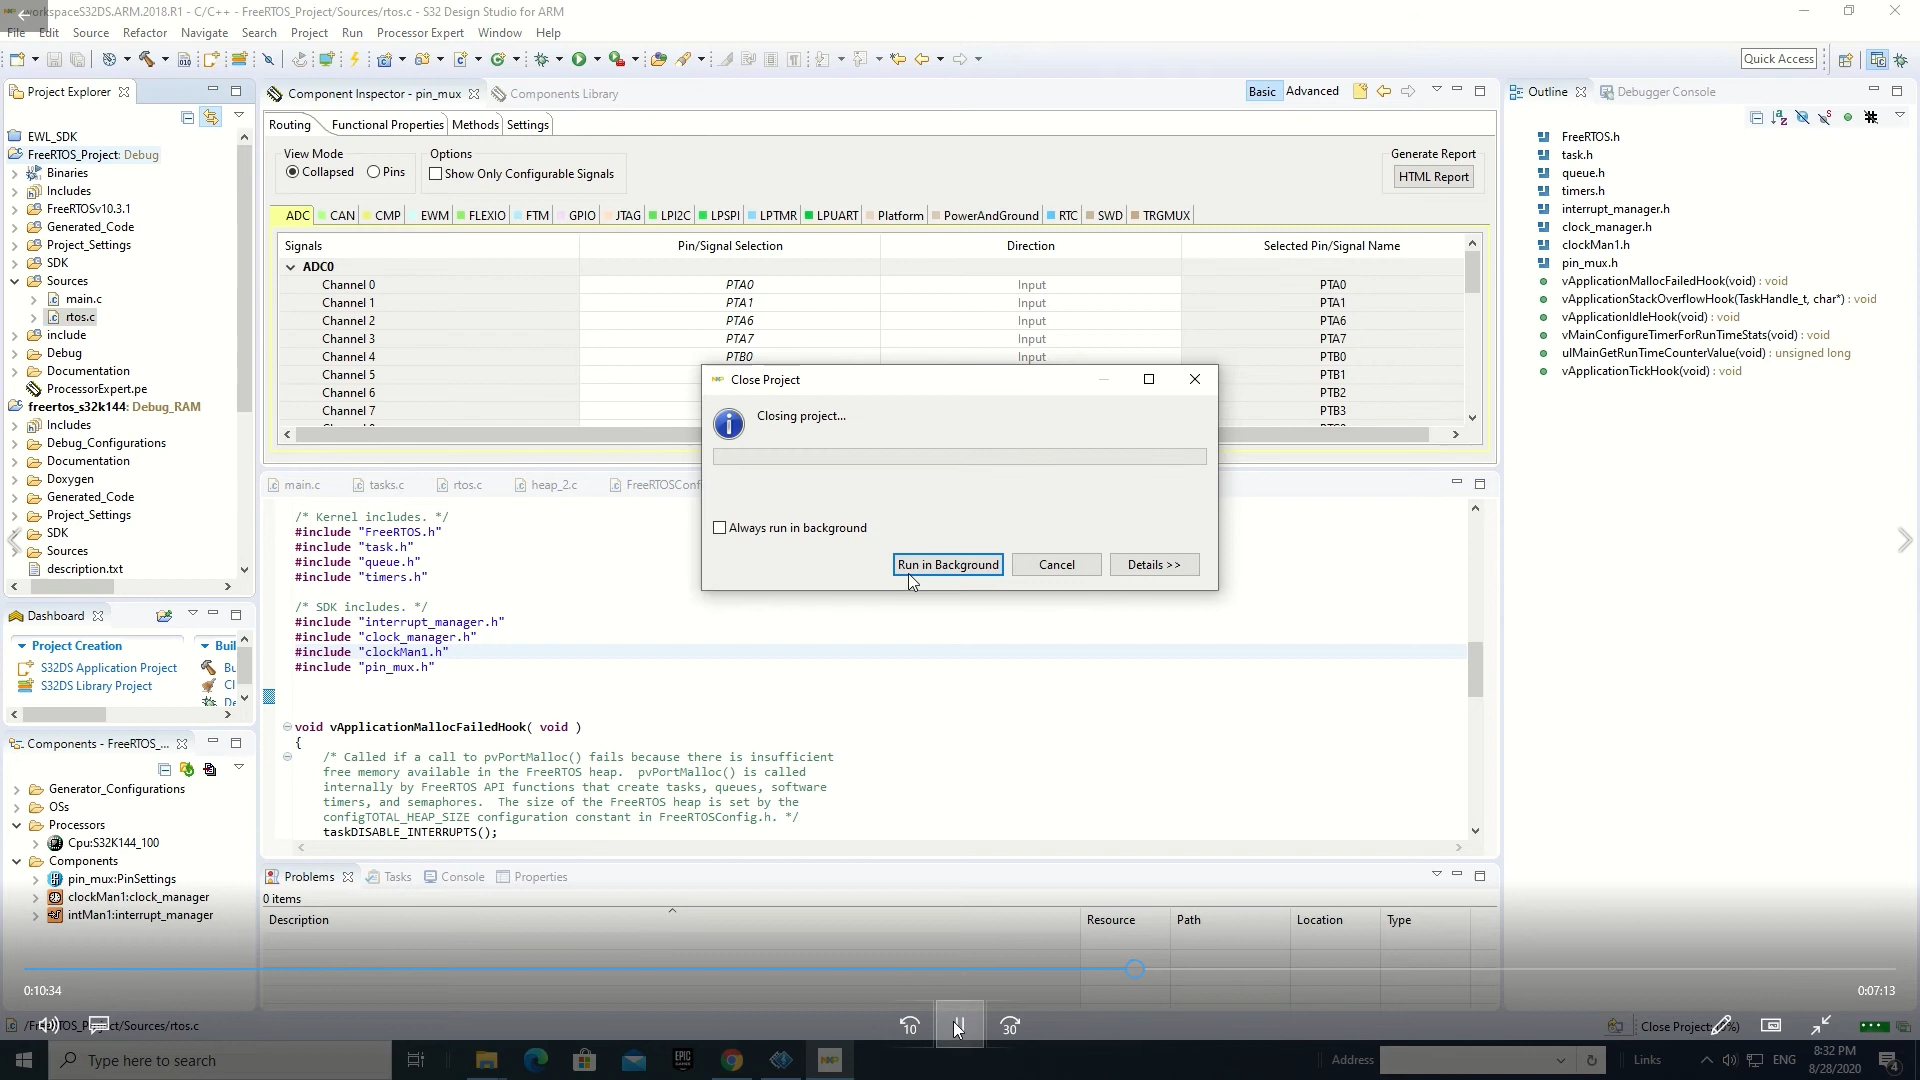 workspaceS32DS.ARM.2018.R1 - C/C++ - FreeRTOS_Project/Sources/rtos.c - S32 Design Studio for ARM
File Edit Source Refactor Navigate Search Project Run Processor Expert Window Help
Quick Access
Project Explorer
EWL_SDK
FreeRTOS_Project: Debug
Binaries
Includes
FreeRTOSv10.3.1
Generated_Code
Project_Settings
SDK
Sources
main.c
rtos.c
include
Debug
Documentation
ProcessorExpert.pe
freertos_s32k144: Debug_RAM
Includes
Debug_Configurations
Documentation
Doxygen
Generated_Code
Project_Settings
SDK
Sources
description.txt
Dashboard
Project Creation
Buil
S32DS Application Project
Bu
S32DS Library Project
Cl
De
Components - FreeRTOS_...
Generator_Configurations
OSs
Processors
Cpu:S32K144_100
Components
pin_mux:PinSettings
clockMan1:clock_manager
intMan1:interrupt_manager
Component Inspector - pin_mux
Components Library
Basic Advanced
Routing Functional Properties Methods Settings
View Mode
Collapsed Pins
Options
Show Only Configurable Signals
Generate Report
HTML Report
ADC CAN CMP EWM FLEXIO FTM GPIO JTAG LPI2C LPSPI LPTMR LPUART Platform PowerAndGround RTC SWD TRGMUX
Signals Pin/Signal Selection Direction Selected Pin/Signal Name
ADC0
Channel 0 PTA0 Input PTA0
Channel 1 PTA1 Input PTA1
Channel 2 PTA6 Input PTA6
Channel 3 PTA7 Input PTA7
Channel 4 PTB0 Input PTB0
Channel 5 PTB1
Channel 6 PTB2
Channel 7 PTB3
Close Project
Closing project...
Always run in background
Run in Background
Cancel
Details >>
main.c tasks.c rtos.c heap_2.c FreeRTOSConf
/* Kernel includes. */
#include "FreeRTOS.h"
#include "task.h"
#include "queue.h"
#include "timers.h"
/* SDK includes. */
#include "interrupt_manager.h"
#include "clock_manager.h"
#include "clockMan1.h"
#include "pin_mux.h"
void vApplicationMallocFailedHook( void )
{
/* Called if a call to pvPortMalloc() fails because there is insufficient
free memory available in the FreeRTOS heap. pvPortMalloc() is called
internally by FreeRTOS API functions that create tasks, queues, software
timers, and semaphores. The size of the FreeRTOS heap is set by the
configTOTAL_HEAP_SIZE configuration constant in FreeRTOSConfig.h. */
taskDISABLE_INTERRUPTS();
Problems Tasks Console Properties
0 items
Description Resource Path Location Type
Outline
Debugger Console
FreeRTOS.h
task.h
queue.h
timers.h
interrupt_manager.h
clock_manager.h
clockMan1.h
pin_mux.h
vApplicationMallocFailedHook(void) : void
vApplicationStackOverflowHook(TaskHandle_t, char*) : void
vApplicationIdleHook(void) : void
vMainConfigureTimerForRunTimeStats(void) : void
ulMainGetRunTimeCounterValue(void) : unsigned long
vApplicationTickHook(void) : void
0:10:34
0:07:13
10
30
Type here to search
EPIC
Address
Links
ENG
8:32 PM
8/28/2020
4